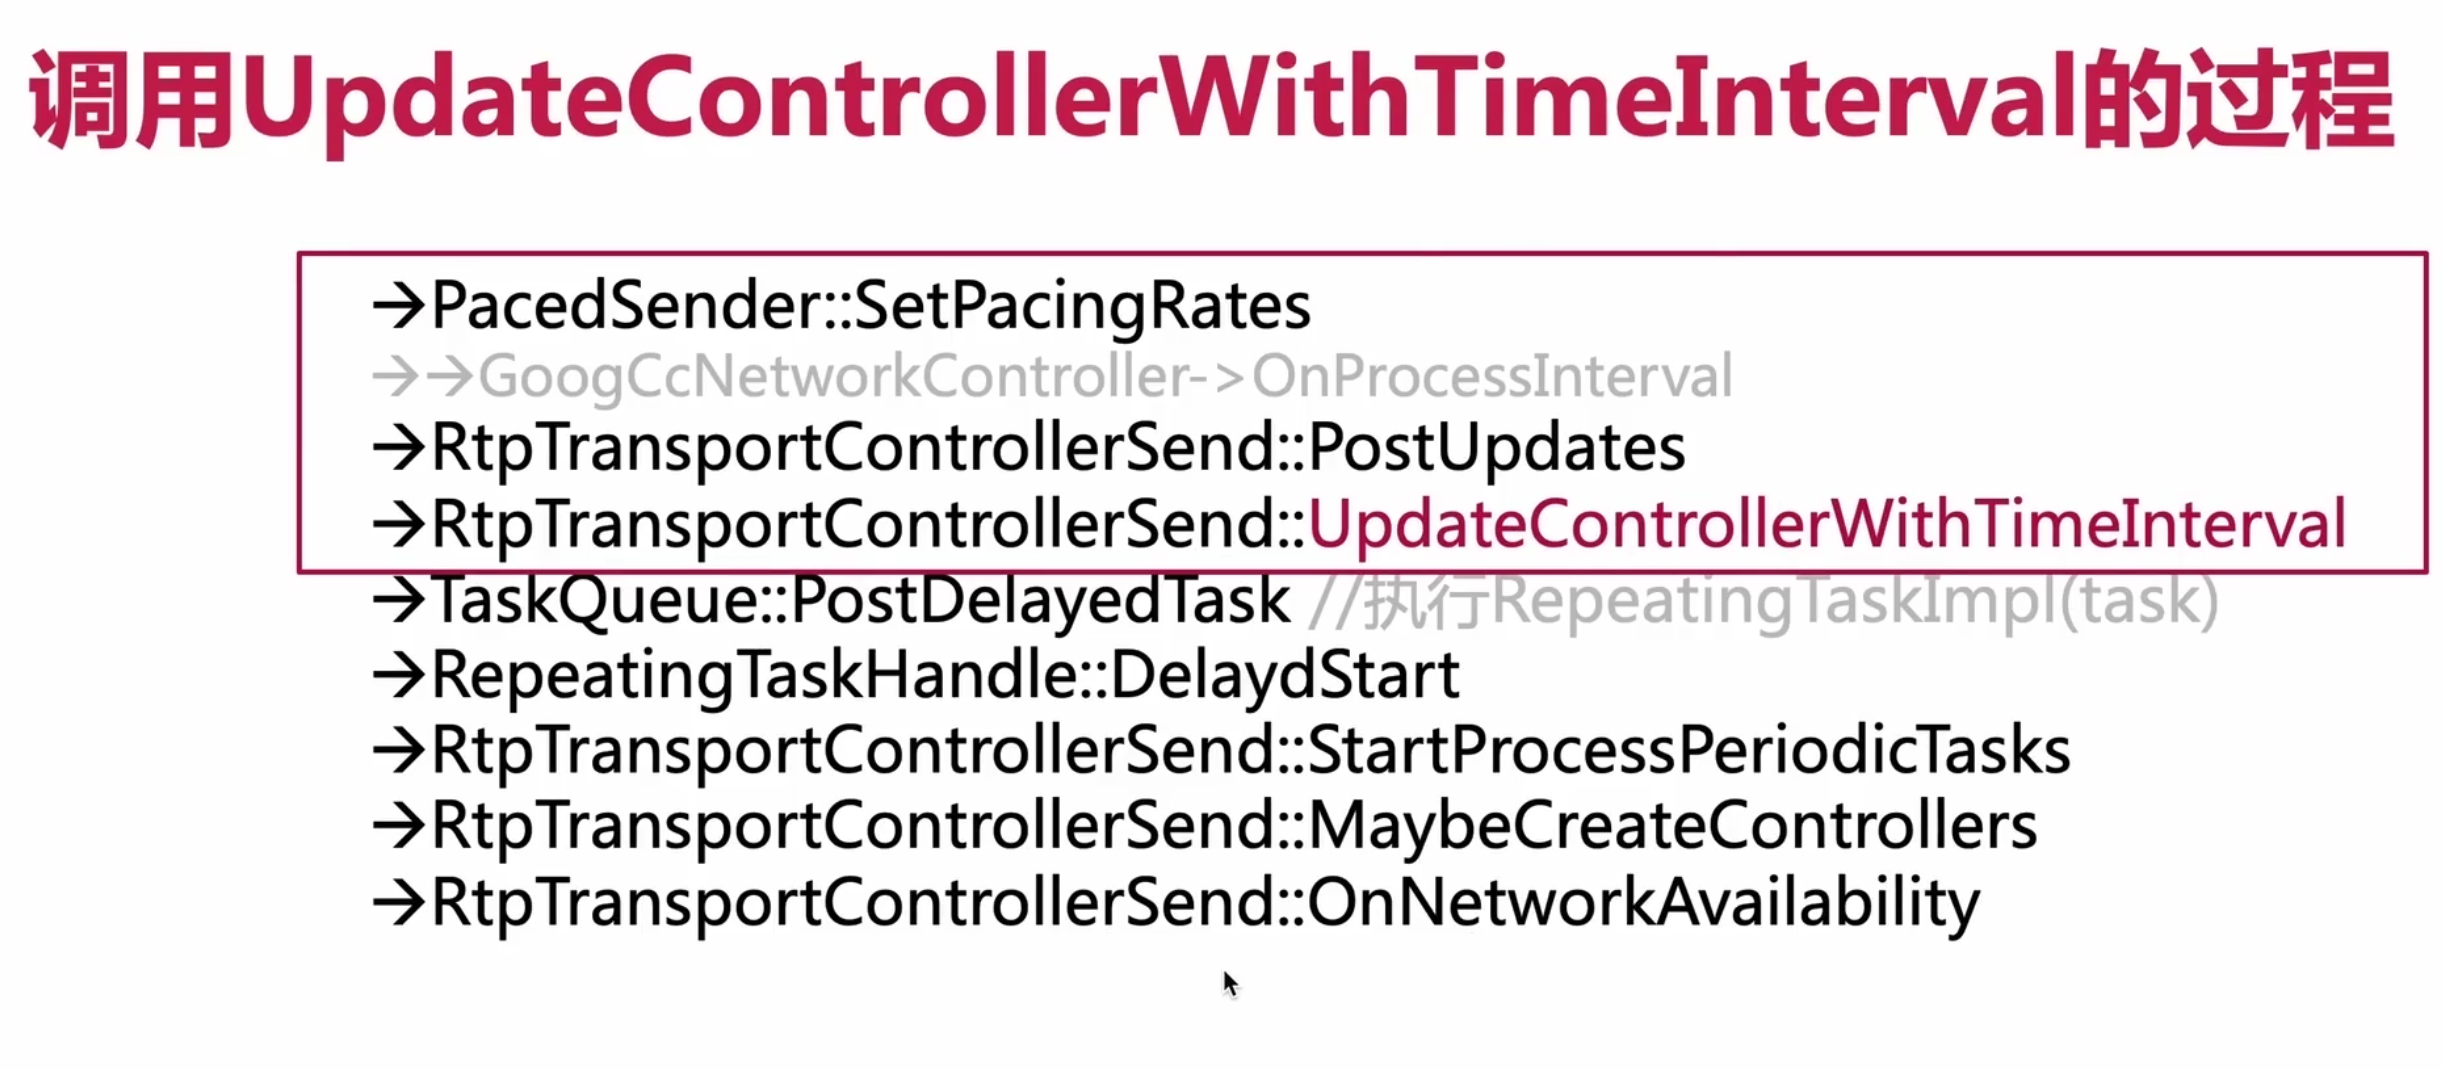 调用UpdateControllerWithTimeInterval的过程
→PacedSender::SetPacingRates
→→GoogCcNetworkController->OnProcessInterval
→RtpTransportControllerSend::PostUpdates
→RtpTransportControllerSend::UpdateControllerWithTimeInterval
→TaskQueue::PostDelayedTask //执行RepeatingTaskImpl(task)
→RepeatingTaskHandle::DelaydStart
→RtpTransportControllerSend::StartProcessPeriodicTasks
→RtpTransportControllerSend::MaybeCreateControllers
→RtpTransportControllerSend::OnNetworkAvailability